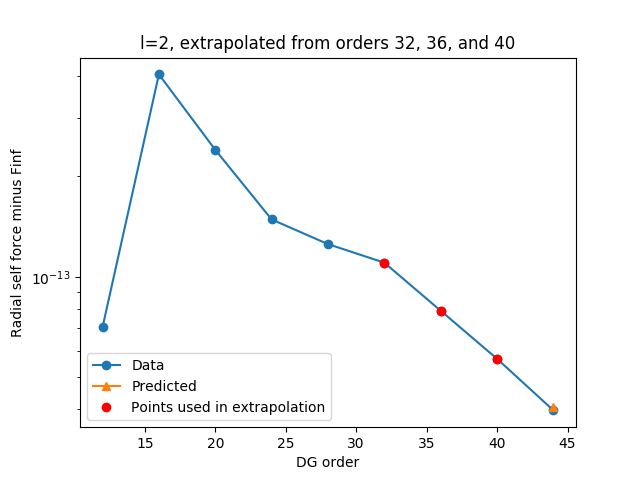 l=2, extrapolated from orders 32, 36, and 40
Radial self force minus Finf
10⁻¹³
Data
Predicted
Points used in extrapolation
15 20 25 30 35 40 45
DG order